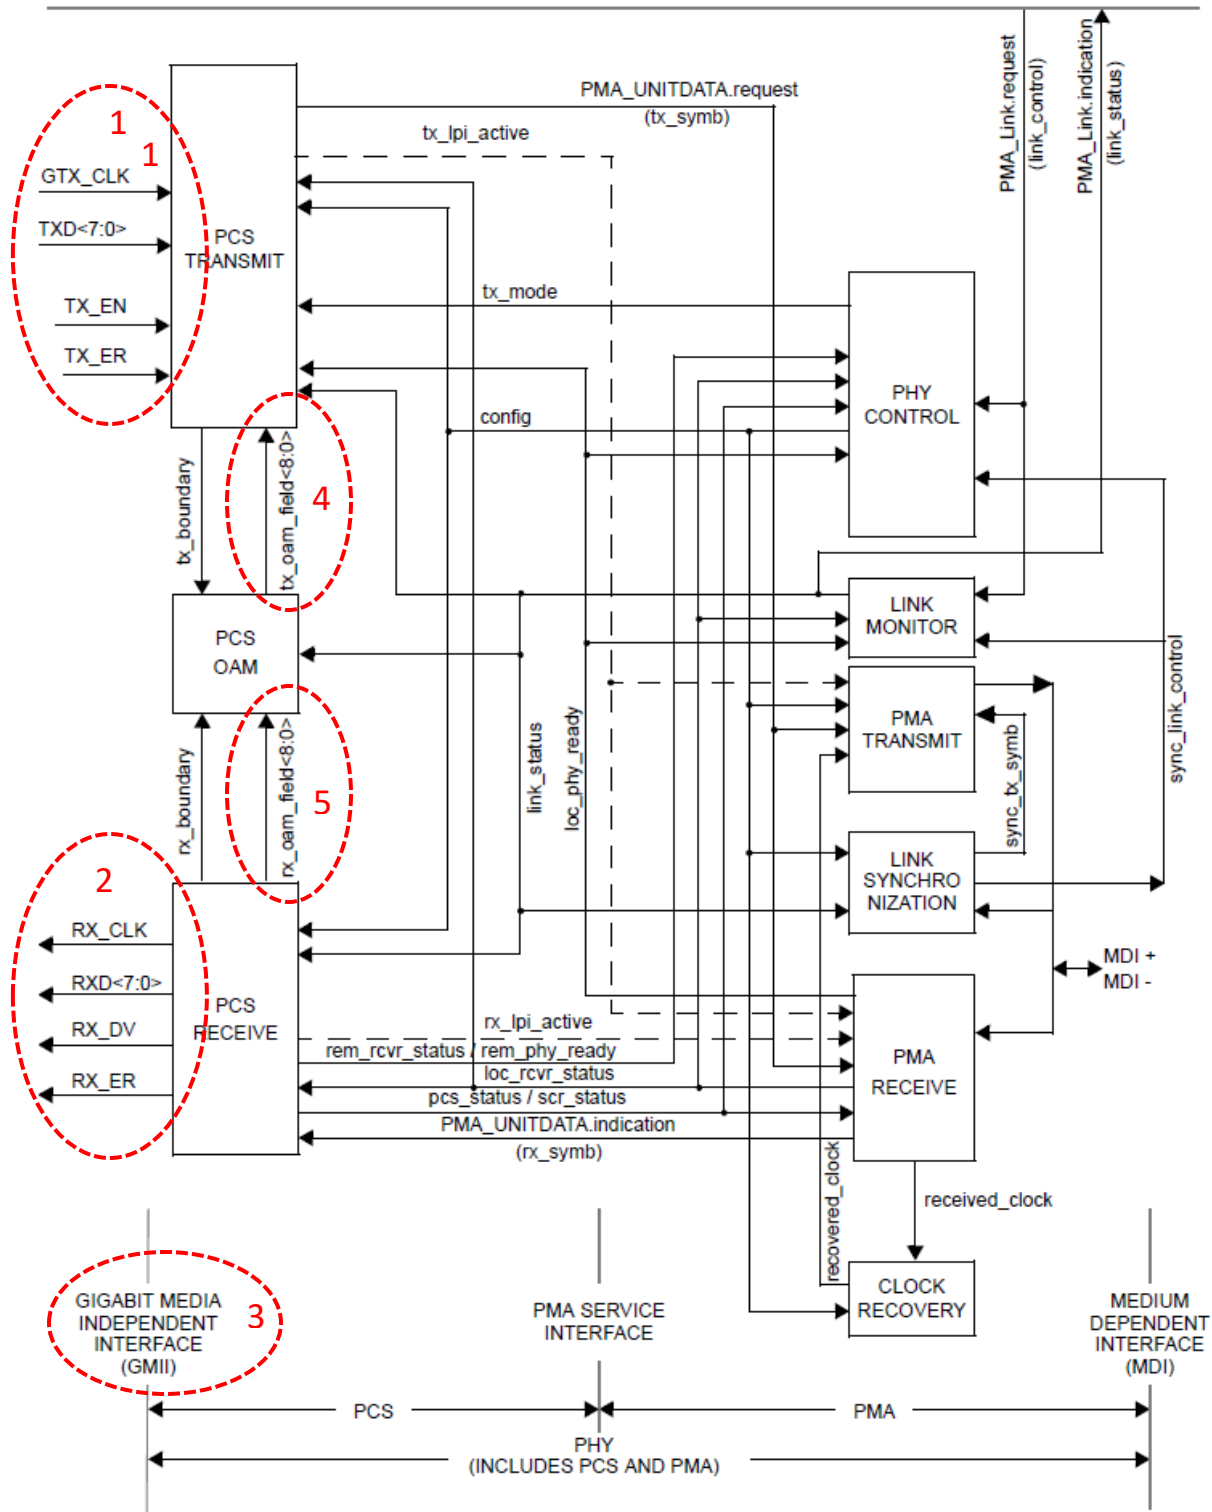 PMA_Link.request
(link_control)
PMA_Link.indication
(link_status)
PMA_UNITDATA.request
(tx_symb)
tx_lpi_active
1
1
GTX_CLK
TXD<7:0>
TX_EN
TX_ER
PCS
TRANSMIT
tx_mode
config
PHY
CONTROL
tx_boundary
tx_oam_field<8:0>
4
PCS
OAM
LINK
MONITOR
PMA
TRANSMIT
sync_tx_symb
sync_link_control
link_status
loc_phy_ready
rx_boundary
rx_oam_field<8:0>
5
LINK
SYNCHRO
NIZATION
2
RX_CLK
RXD<7:0>
RX_DV
RX_ER
PCS
RECEIVE
MDI +
MDI -
rx_lpi_active
rem_rcvr_status / rem_phy_ready
loc_rcvr_status
pcs_status / scr_status
PMA_UNITDATA.indication
(rx_symb)
PMA
RECEIVE
recovered_clock
received_clock
CLOCK
RECOVERY
GIGABIT MEDIA
INDEPENDENT
INTERFACE
(GMII)
3
PMA SERVICE
INTERFACE
MEDIUM
DEPENDENT
INTERFACE
(MDI)
PCS
PMA
PHY
(INCLUDES PCS AND PMA)